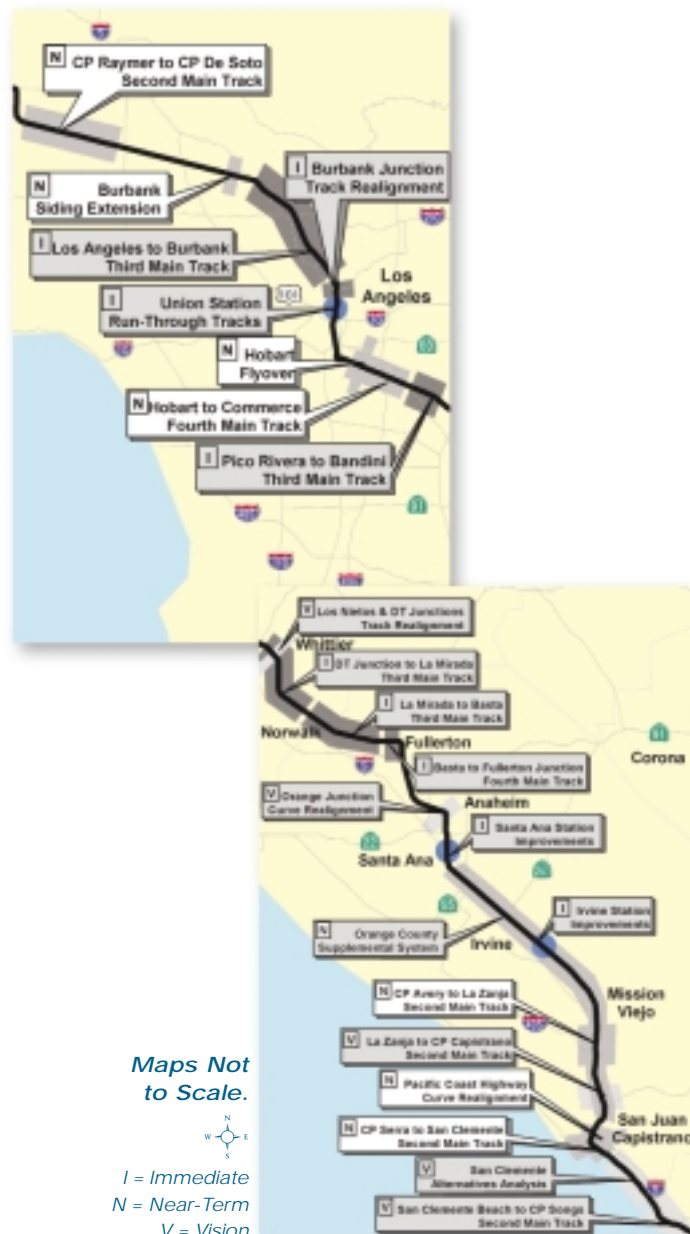 N CP Raymer to CP De Soto
Second Main Track
I Burbank Junction
Track Realignment
N Burbank
Siding Extension
I Los Angeles to Burbank
Third Main Track
Los
Angeles
I Union Station
Run-Through Tracks
101
N Hobart
Flyover
N Hobart to Commerce
Fourth Main Track
I Pico Rivera to Bandini
Third Main Track
V Los Nietos & DT Junctions
Track Realignment
Whittier
I DT Junction to La Mirada
Third Main Track
I La Mirada to Basta
Third Main Track
Norwalk
Fullerton
Corona
I Basta to Fullerton Junction
Fourth Main Track
V Orange Junction
Curve Realignment
Anaheim
I Santa Ana Station
Improvements
Santa Ana
I Irvine Station
Improvements
N Orange County
Supplemental System
Irvine
N CP Avery to La Zanja
Second Main Track
Mission
Viejo
V La Zanja to CP Capistrano
Second Main Track
N Pacific Coast Highway
Curve Realignment
San Juan
Capistrano
N CP Serra to San Clemente
Second Main Track
V San Clemente
Alternatives Analysis
V San Clemente Beach to CP Songs
Second Main Track
Maps Not
to Scale.
N
W E
S
I = Immediate
N = Near-Term
V = Vision